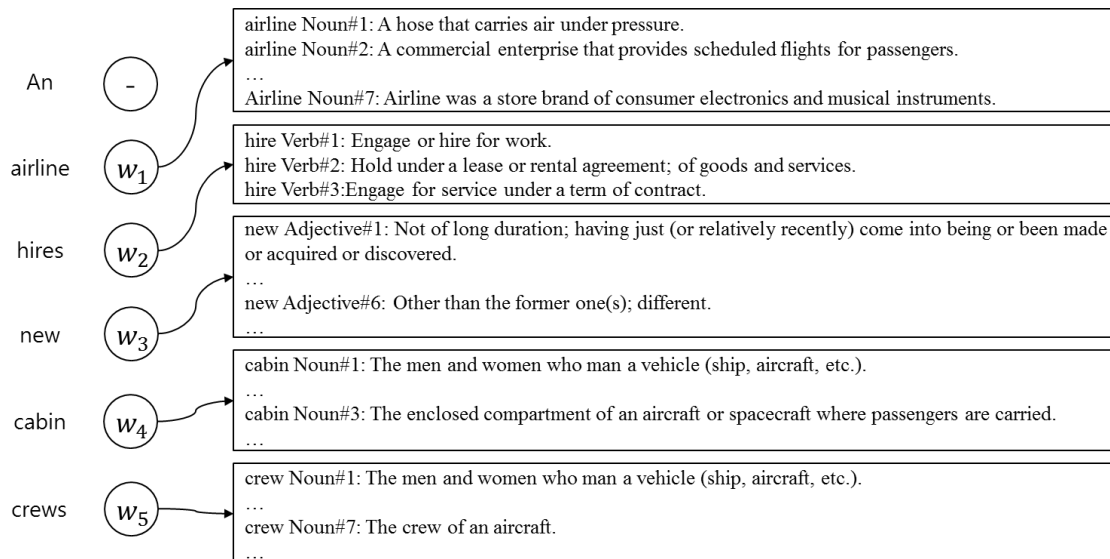 An
-
airline Noun#1: A hose that carries air under pressure.
airline Noun#2: A commercial enterprise that provides scheduled flights for passengers.
…
Airline Noun#7: Airline was a store brand of consumer electronics and musical instruments.
airline
w1
hire Verb#1: Engage or hire for work.
hire Verb#2: Hold under a lease or rental agreement; of goods and services.
hire Verb#3:Engage for service under a term of contract.
hires
w2
new Adjective#1: Not of long duration; having just (or relatively recently) come into being or been made
or acquired or discovered.
…
new Adjective#6: Other than the former one(s); different.
…
new
w3
cabin Noun#1: The men and women who man a vehicle (ship, aircraft, etc.).
…
cabin Noun#3: The enclosed compartment of an aircraft or spacecraft where passengers are carried.
…
cabin
w4
crew Noun#1: The men and women who man a vehicle (ship, aircraft, etc.).
…
crew Noun#7: The crew of an aircraft.
…
crews
w5